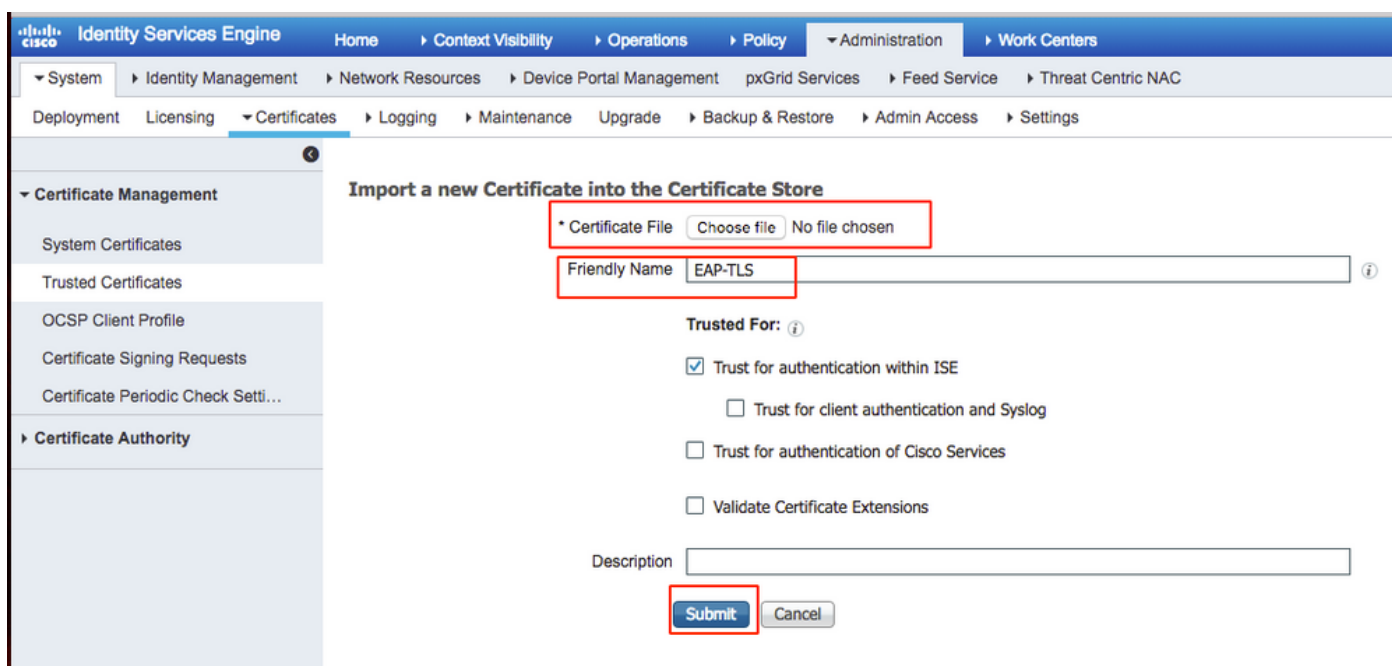 cisco Identity Services Engine Home Context Visibility Operations Policy Administration Work Centers
System Identity Management Network Resources Device Portal Management pxGrid Services Feed Service Threat Centric NAC
Deployment Licensing Certificates Logging Maintenance Upgrade Backup & Restore Admin Access Settings
Certificate Management
System Certificates
Trusted Certificates
OCSP Client Profile
Certificate Signing Requests
Certificate Periodic Check Setti...
Certificate Authority
Import a new Certificate into the Certificate Store
* Certificate File Choose file No file chosen
Friendly Name EAP-TLS i
Trusted For: i
Trust for authentication within ISE
Trust for client authentication and Syslog
Trust for authentication of Cisco Services
Validate Certificate Extensions
Description
Submit Cancel